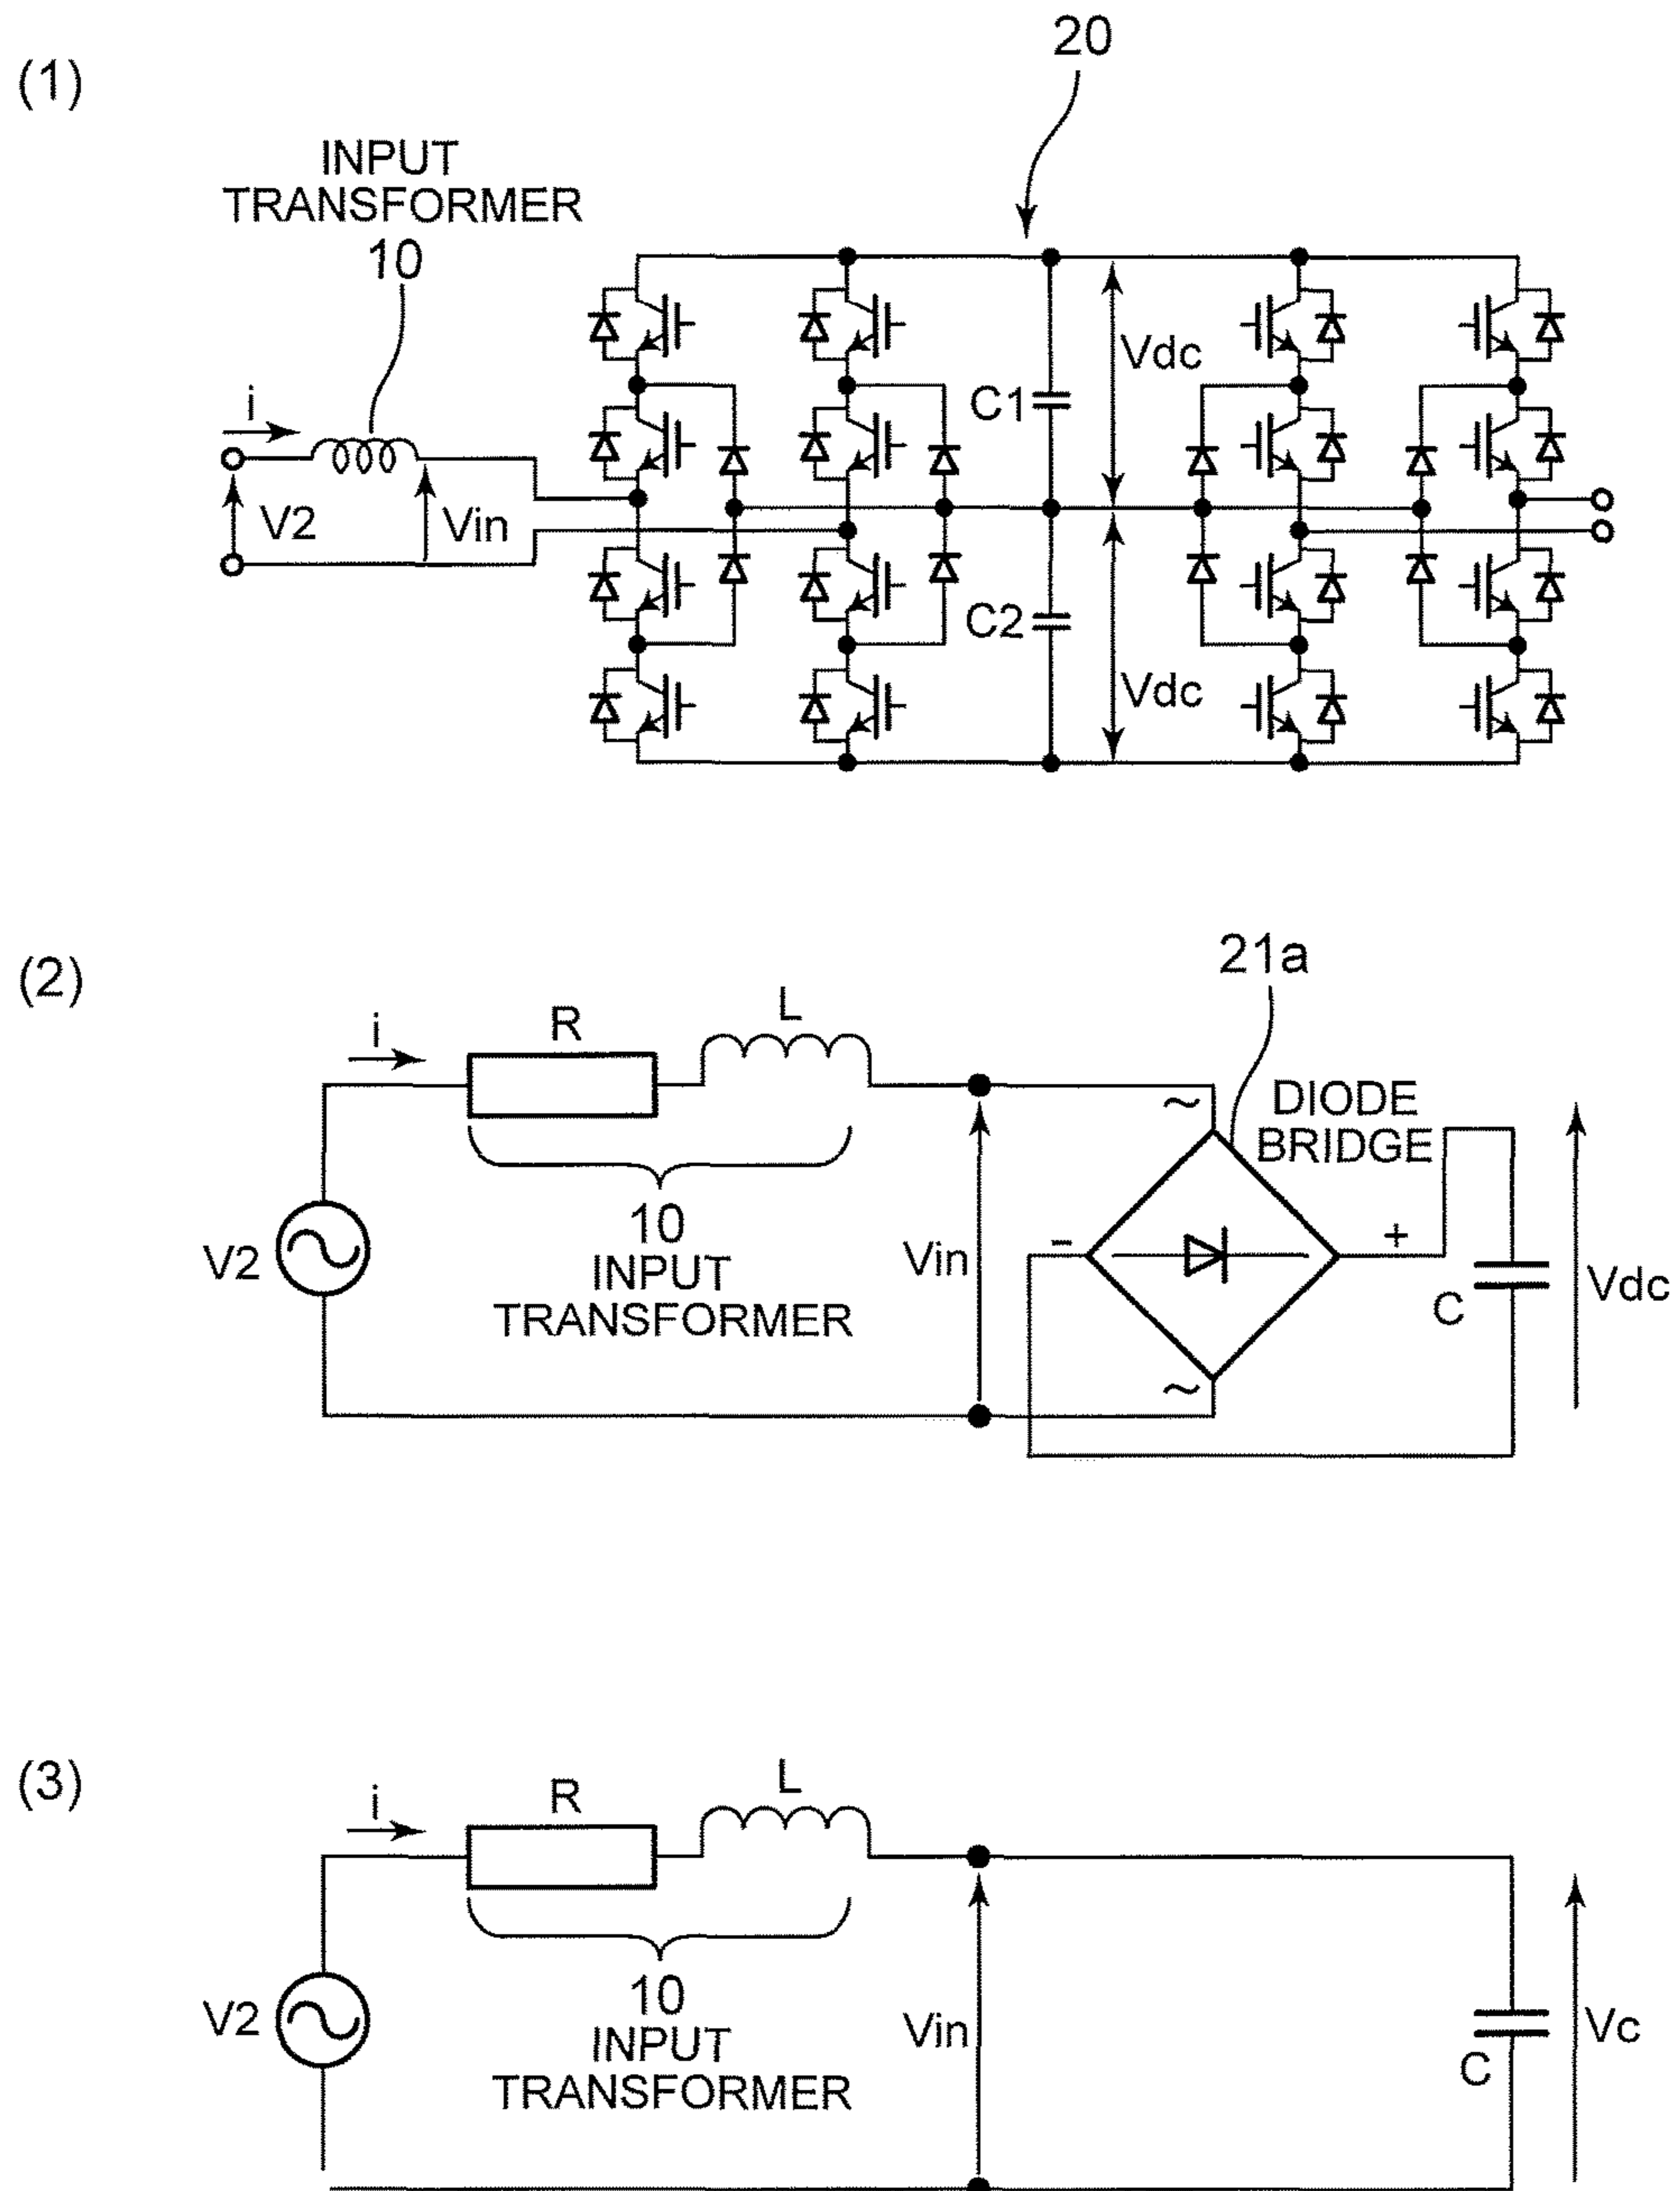 (1)
20
INPUT
TRANSFORMER
10
i
V2
Vin
C1
Vdc
C2
Vdc
(2)
21a
i
R
L
DIODE
BRIDGE
~
V2
10
INPUT
TRANSFORMER
Vin
-
+
C
Vdc
~
(3)
i
R
L
V2
10
INPUT
TRANSFORMER
Vin
C
Vc